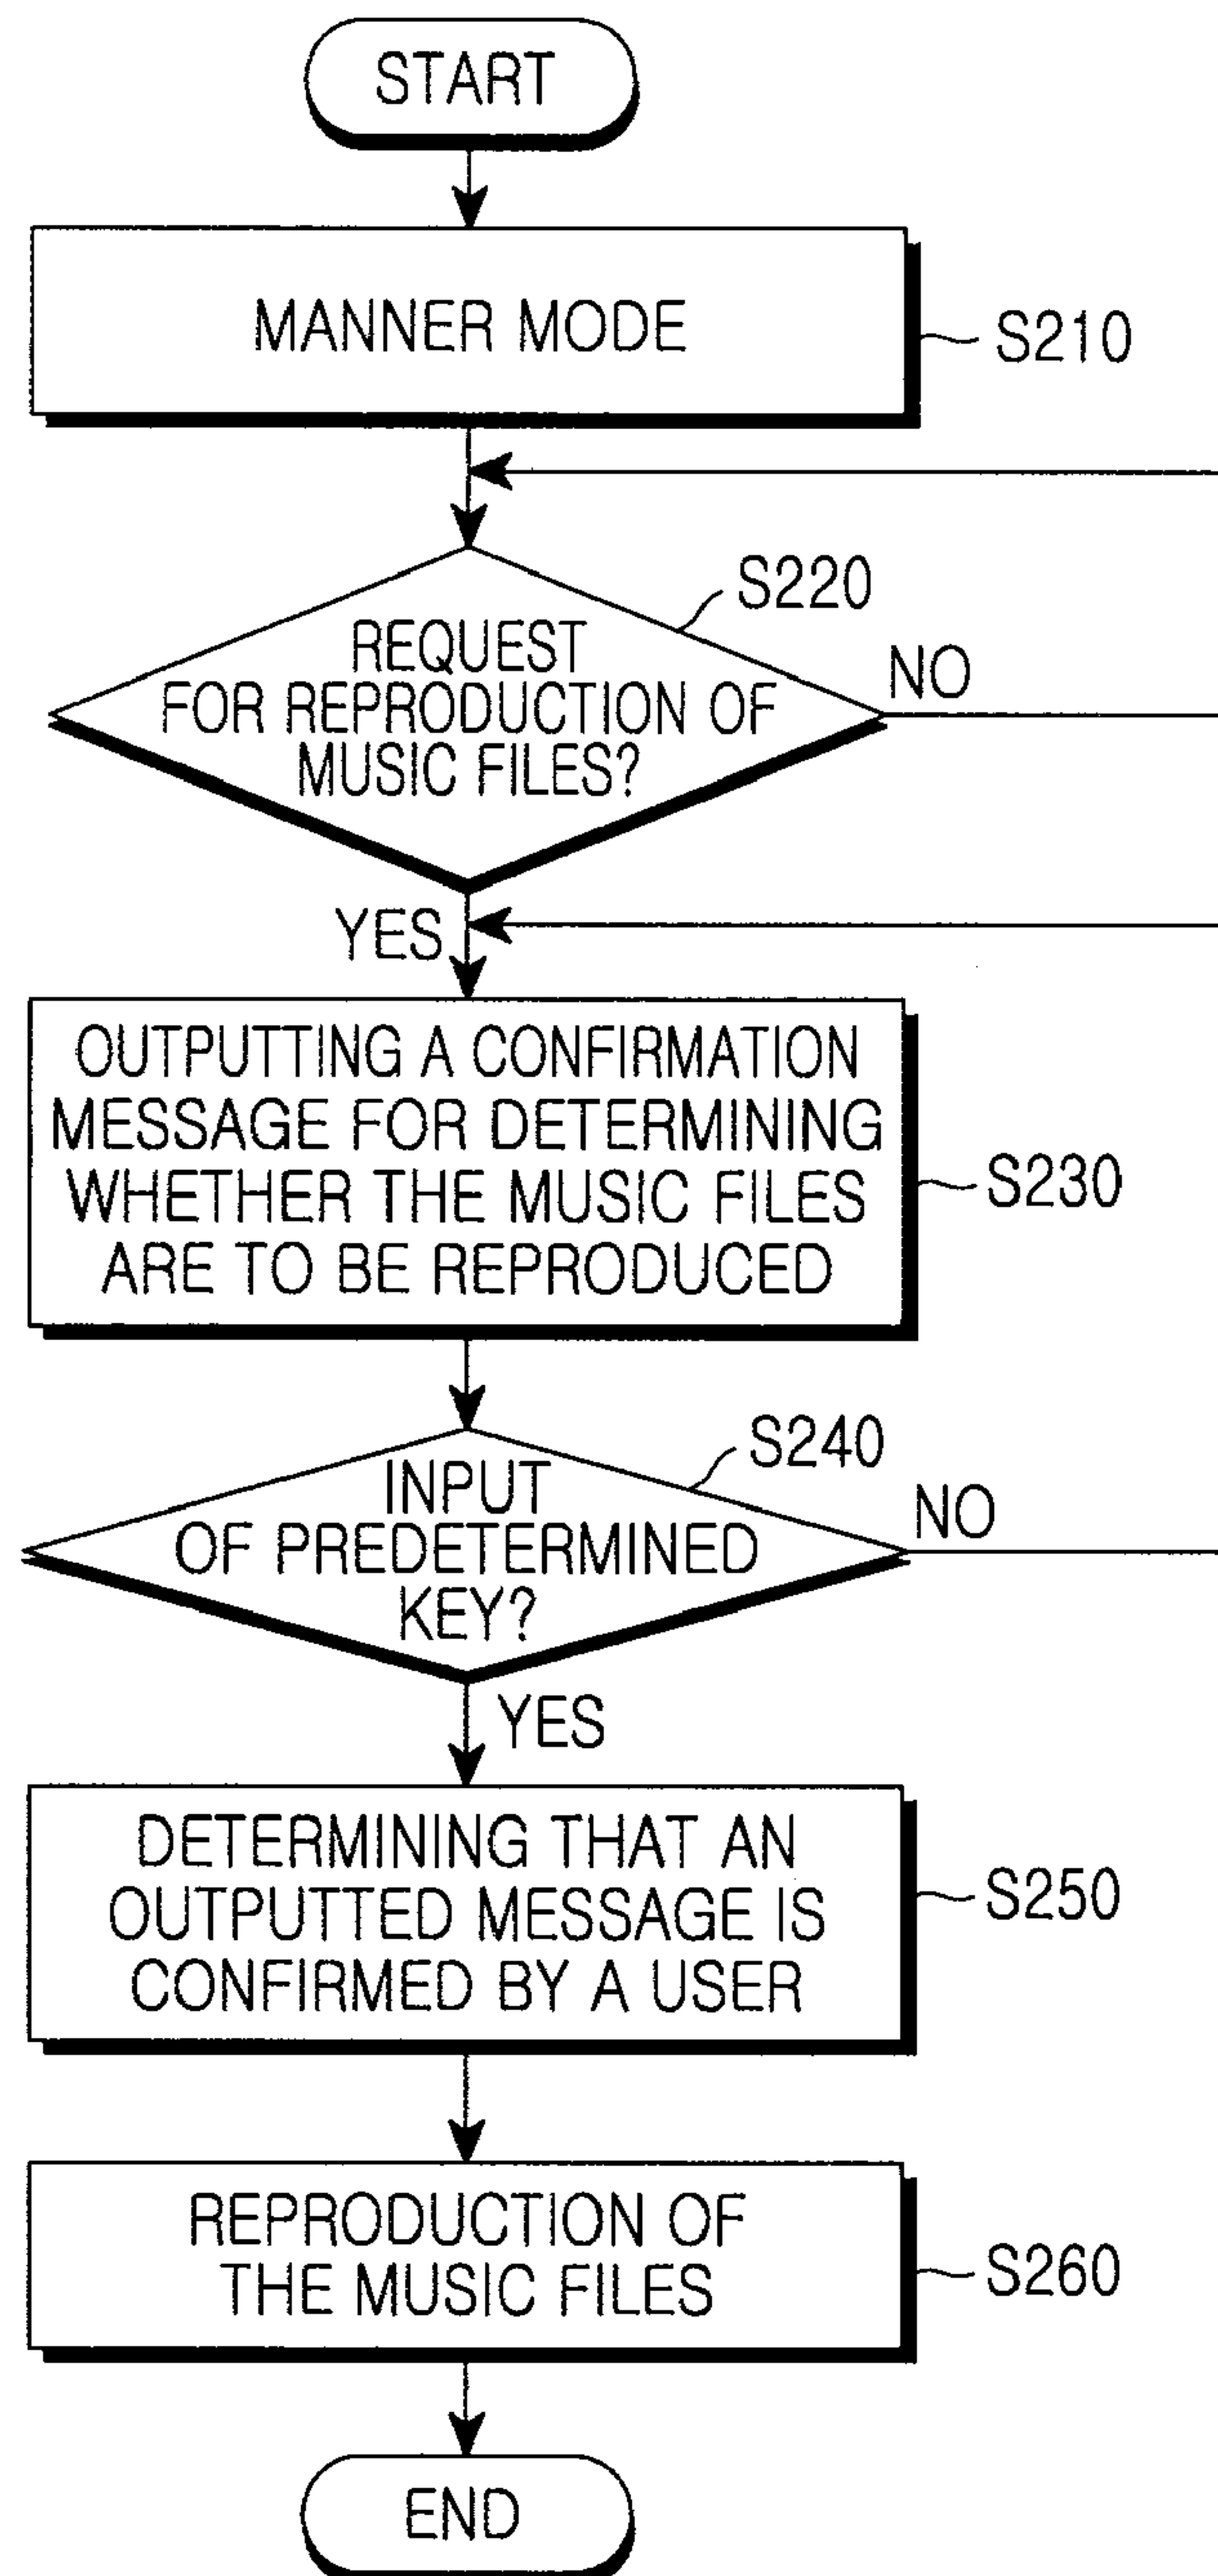 START
MANNER MODE
S210
S220
REQUEST
FOR REPRODUCTION OF
MUSIC FILES?
NO
YES
OUTPUTTING A CONFIRMATION
MESSAGE FOR DETERMINING
WHETHER THE MUSIC FILES
ARE TO BE REPRODUCED
S230
S240
INPUT
OF PREDETERMINED
KEY?
NO
YES
DETERMINING THAT AN
OUTPUTTED MESSAGE IS
CONFIRMED BY A USER
S250
REPRODUCTION OF
THE MUSIC FILES
S260
END